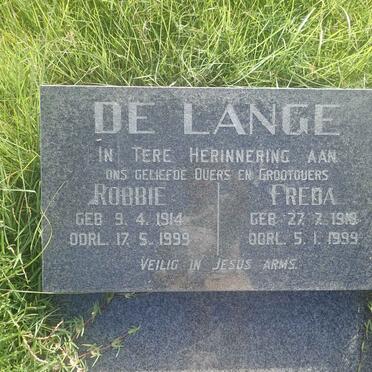 DE LANGE
IN TERE HERINNERING AAN
ONS GELIEFDE OUERS EN GROOTOUERS
ROBBIE FREDA
GEB 9. 4. 1914 GEB 27. 7. 1919
OORL. 17. 5. 1999 OORL. 5. 1. 1999
VEILIG IN JESUS ARMS.